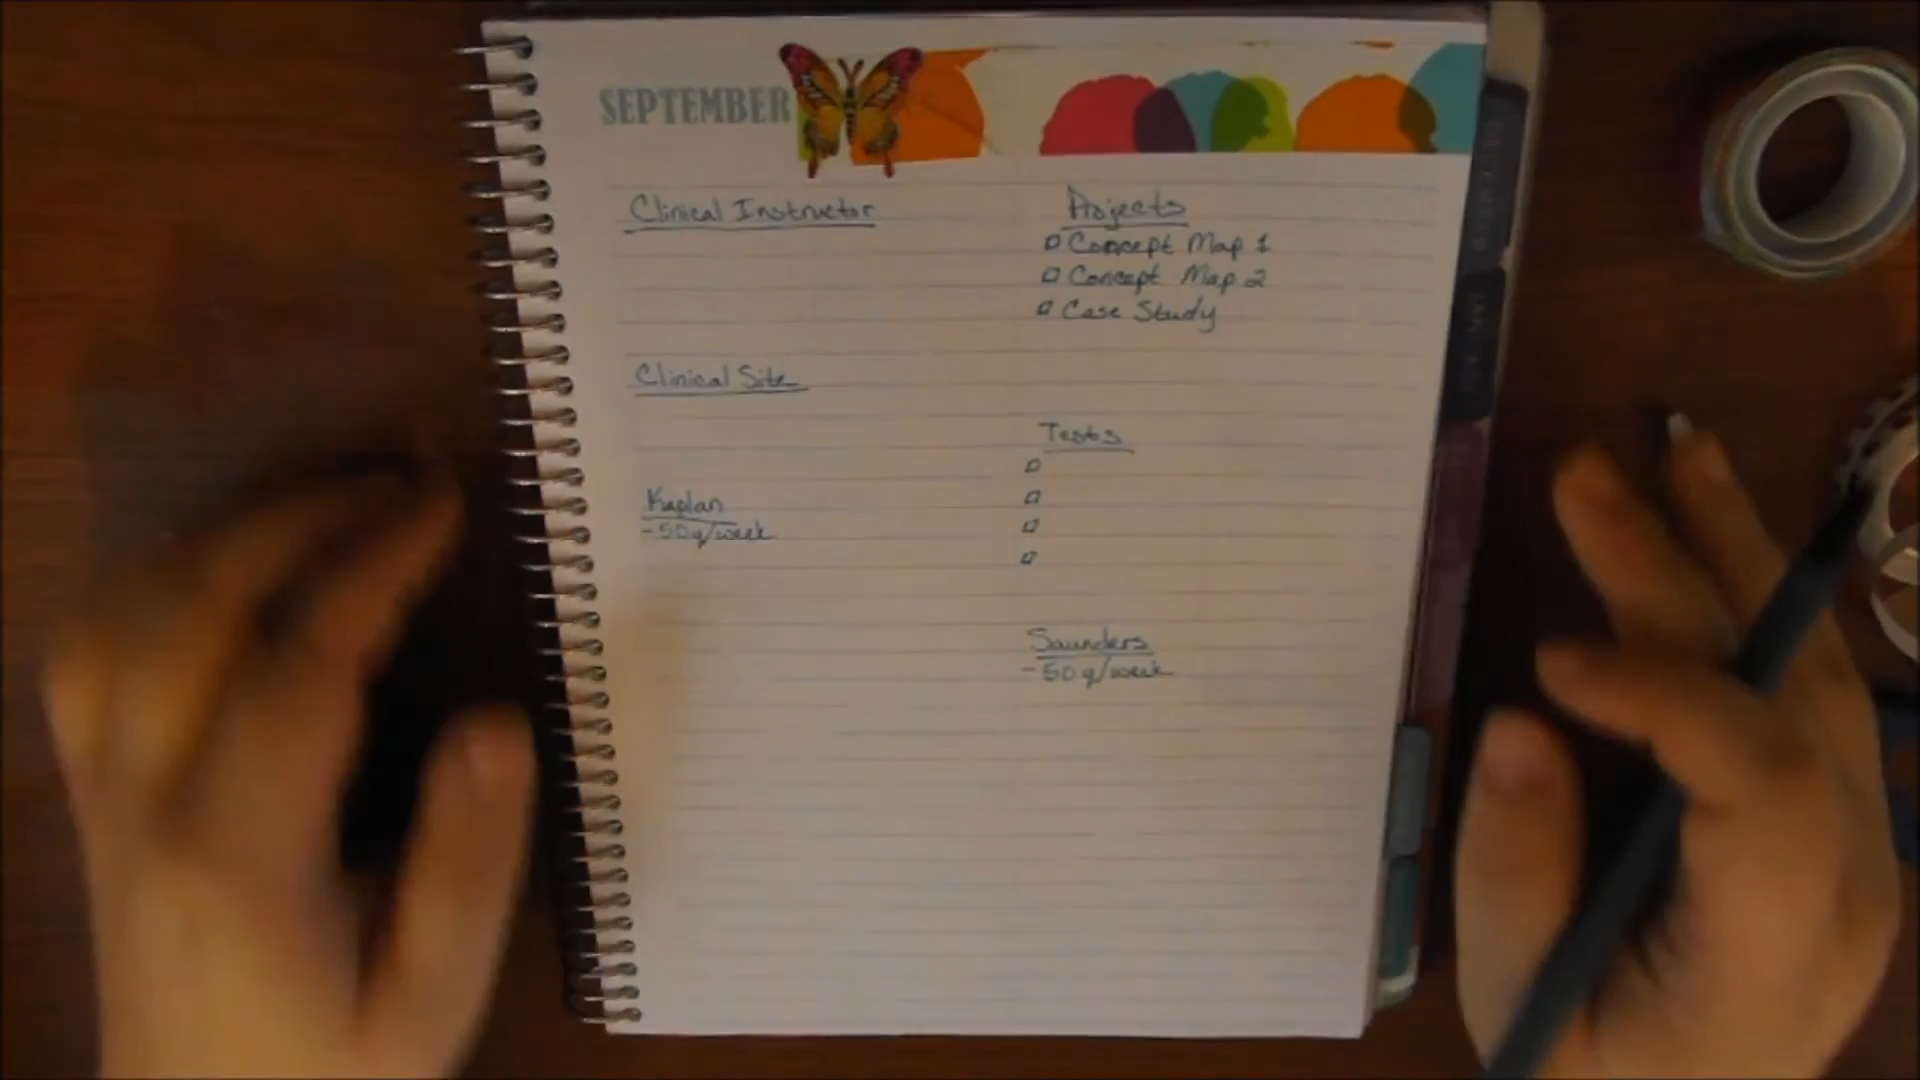 SEPTEMBER
Clinical Instructor
Clinical Site
Kaplan
-50q/week
Projects
Concept Map 1
Concept Map 2
Case Study
Tests
Saunders
-50q/week